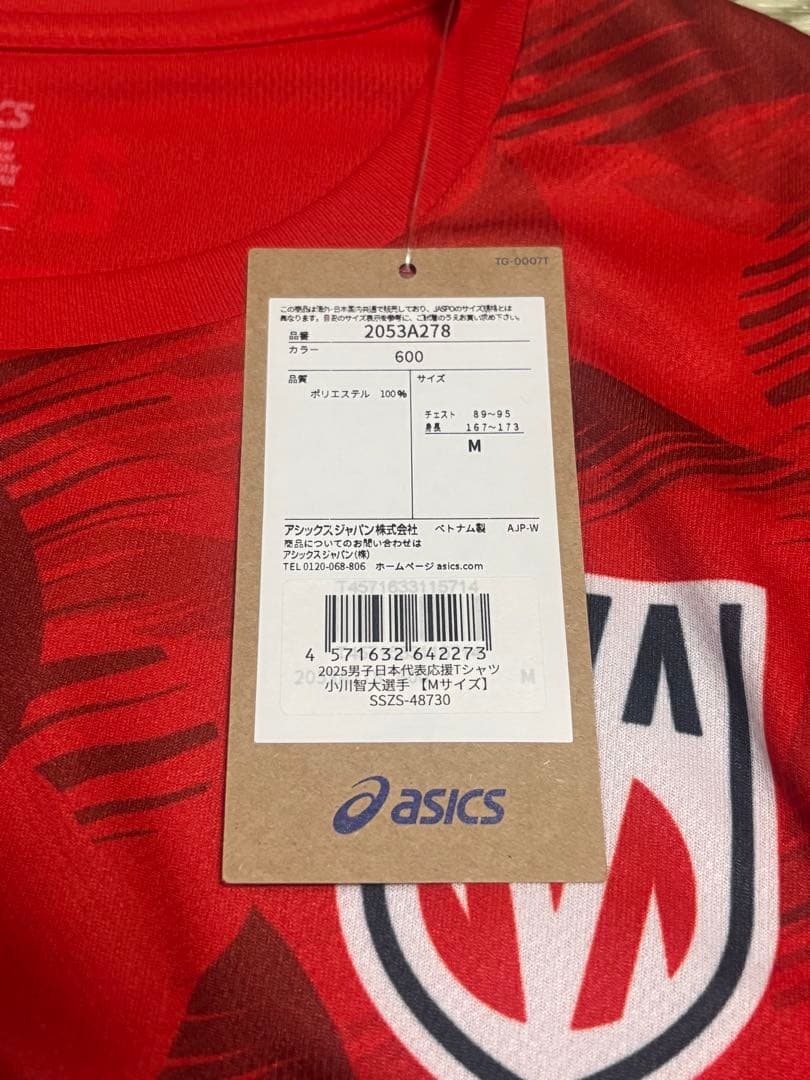 TG-0007T
この商品は海外・日本国内共通で販売しており、JASPOのサイズ規格とは
異なります。目安のサイズ表示を参考に、ご試着のうえお買い求め下さい。
品番 2053A278
カラー 600
品質 サイズ
ポリエステル 100%
チェスト 89〜95
身長 167〜173
M
アシックスジャパン株式会社 ベトナム製 AJP-W
商品についてのお問い合わせは
アシックスジャパン(株)
TEL 0120-068-806 ホームページ asics.com
T4571633115714
4 571632 642273
2025男子日本代表応援Tシャツ
小川智大選手 【Mサイズ】
SSZS-48730
M
asics